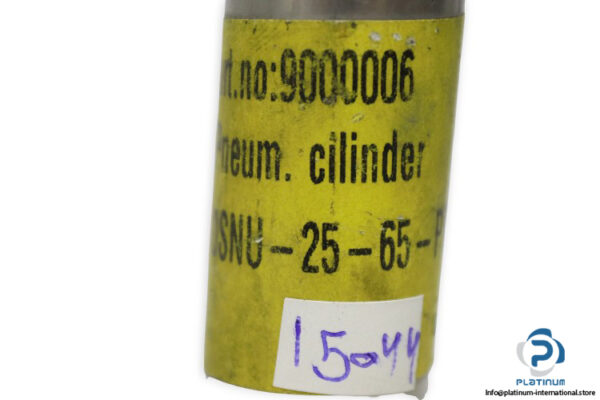 rt.no:9000006
Pneum. cilinder
DSNU-25-65-P
15044
PLATINUM
Info@platinum-international.store